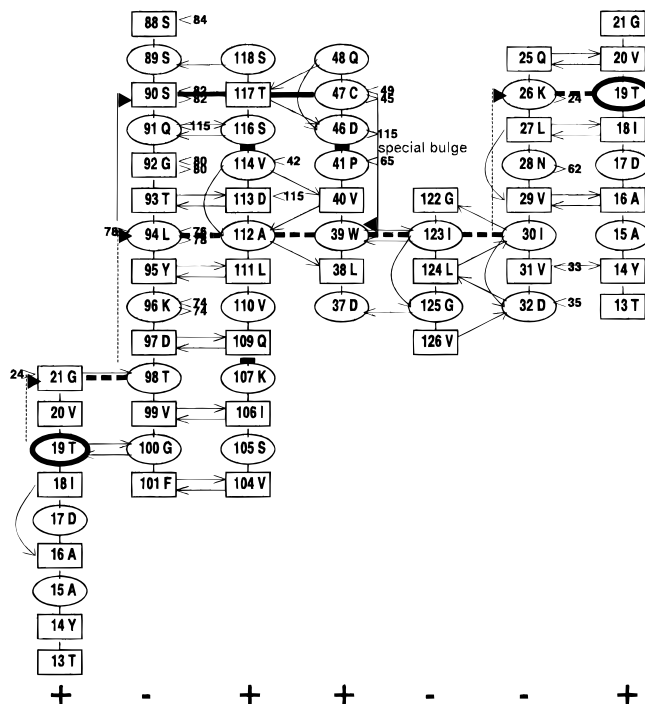 88 S 84 21 G
89 S 118 S 48 Q 25 Q 20 V
90 S 82 82 117 T 47 C 49 45 26 K 24 19 T
91 Q 115 116 S 46 D 115 27 L 18 I
special bulge
92 G 80 80 114 V 42 41 P 65 28 N 62 17 D
93 T 113 D 115 40 V 122 G 29 V 16 A
78 94 L 75 112 A 39 W 123 I 30 I 15 A
95 Y 111 L 38 L 124 L 31 V 33 14 Y
96 K 74 74 110 V 37 D 125 G 32 D 35 13 T
97 D 109 Q 126 V
24 21 G 98 T 107 K
20 V 99 V 106 I
19 T 100 G 105 S
18 I 101 F 104 V
17 D
16 A
15 A
14 Y
13 T
+ - + + - - +